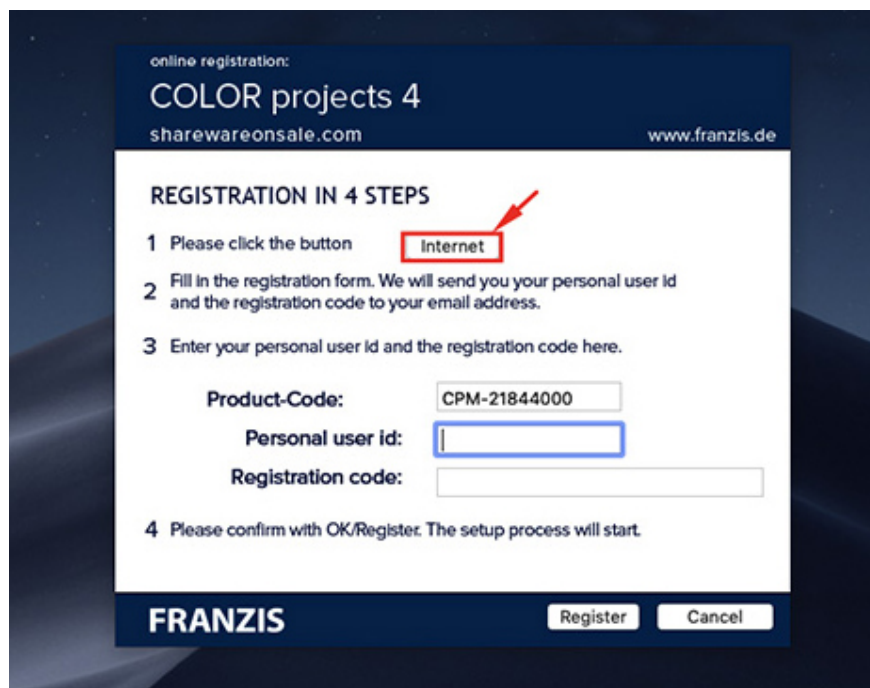 online registration:
COLOR projects 4
sharewareonsale.com www.franzis.de
REGISTRATION IN 4 STEPS
1 Please click the button Internet
2 Fill in the registration form. We will send you your personal user id
and the registration code to your email address.
3 Enter your personal user id and the registration code here.
Product-Code: CPM-21844000
Personal user id:
Registration code:
4 Please confirm with OK/Register. The setup process will start.
FRANZIS Register Cancel